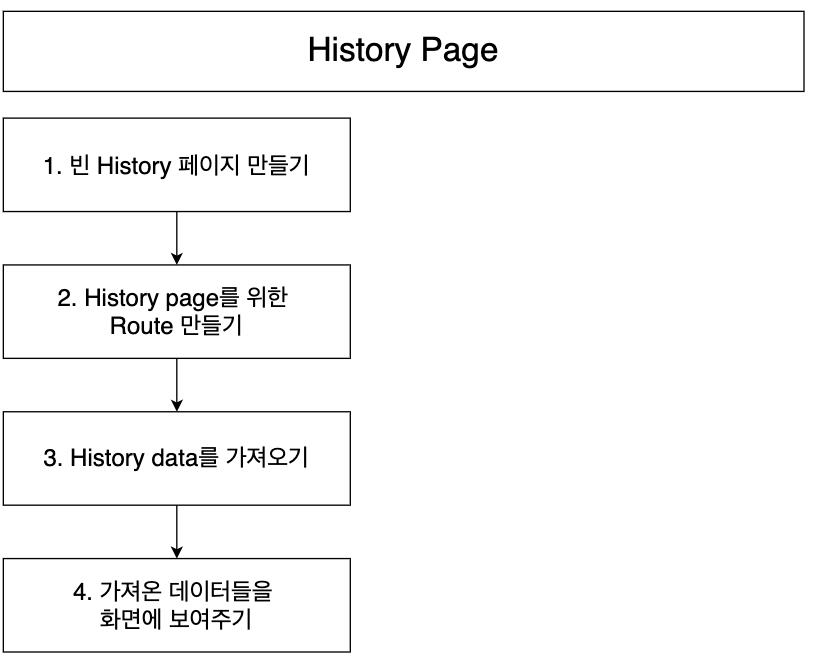 History Page
1. 빈 History 페이지 만들기
2. History page를 위한
Route 만들기
3. History data를 가져오기
4. 가져온 데이터들을
화면에 보여주기